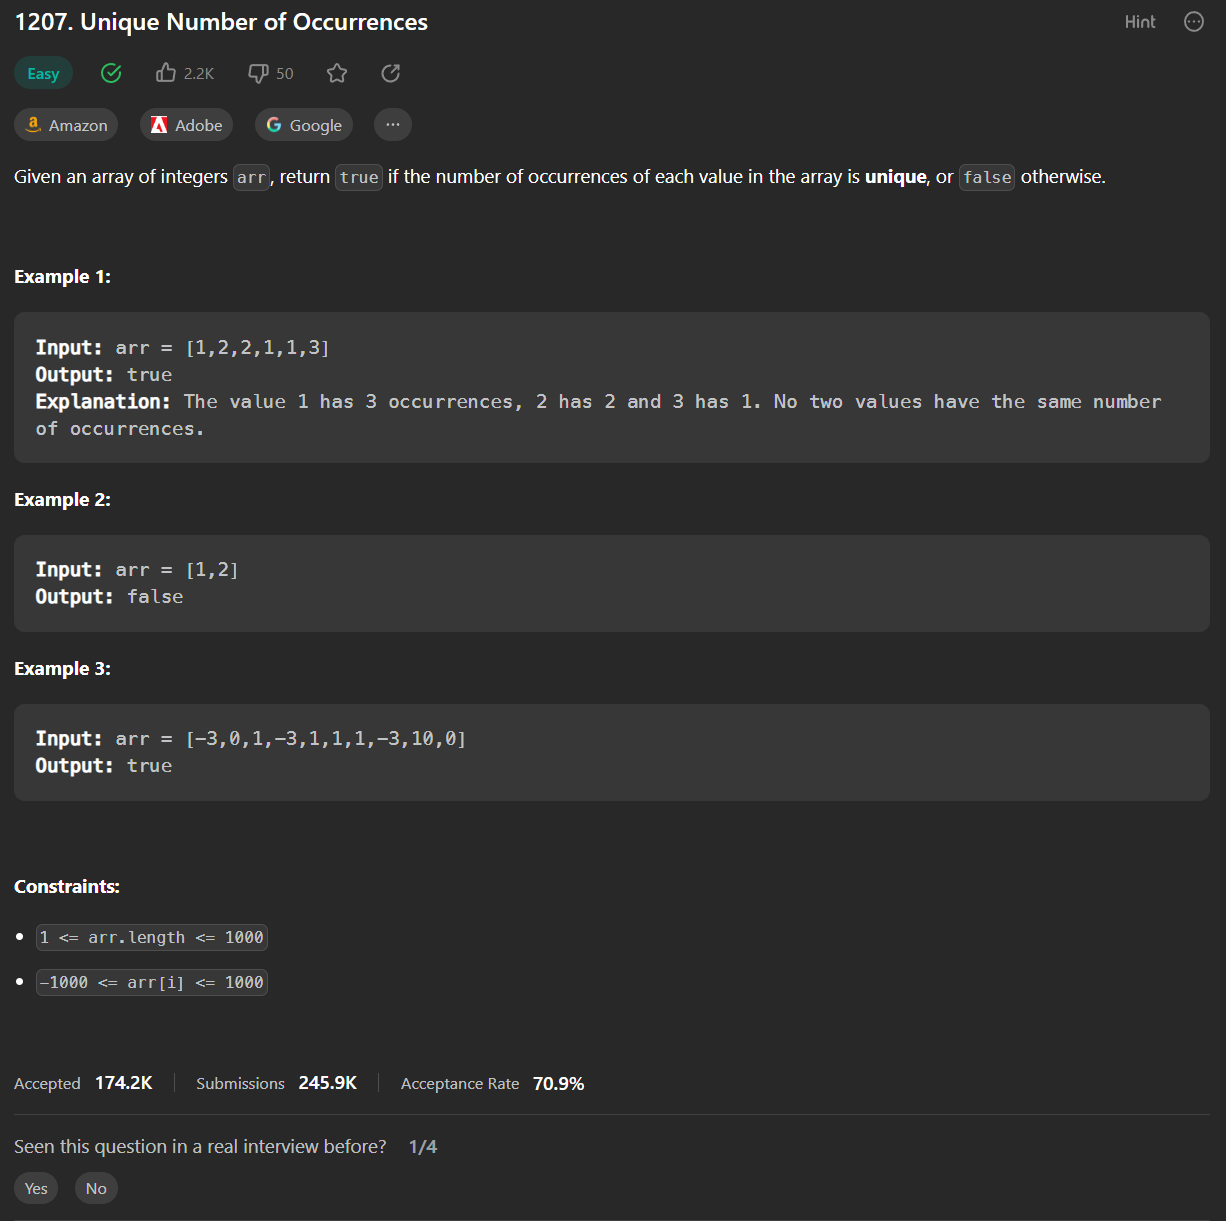 1207. Unique Number of Occurrences
Hint
Easy
2.2K
50
Amazon
Adobe
Google
Given an array of integers arr, return true if the number of occurrences of each value in the array is unique, or false otherwise.
Example 1:
Input: arr = [1,2,2,1,1,3]
Output: true
Explanation: The value 1 has 3 occurrences, 2 has 2 and 3 has 1. No two values have the same number
of occurrences.
Example 2:
Input: arr = [1,2]
Output: false
Example 3:
Input: arr = [-3,0,1,-3,1,1,1,-3,10,0]
Output: true
Constraints:
• 1 <= arr.length <= 1000
• -1000 <= arr[i] <= 1000
Accepted 174.2K Submissions 245.9K Acceptance Rate 70.9%
Seen this question in a real interview before? 1/4
Yes No